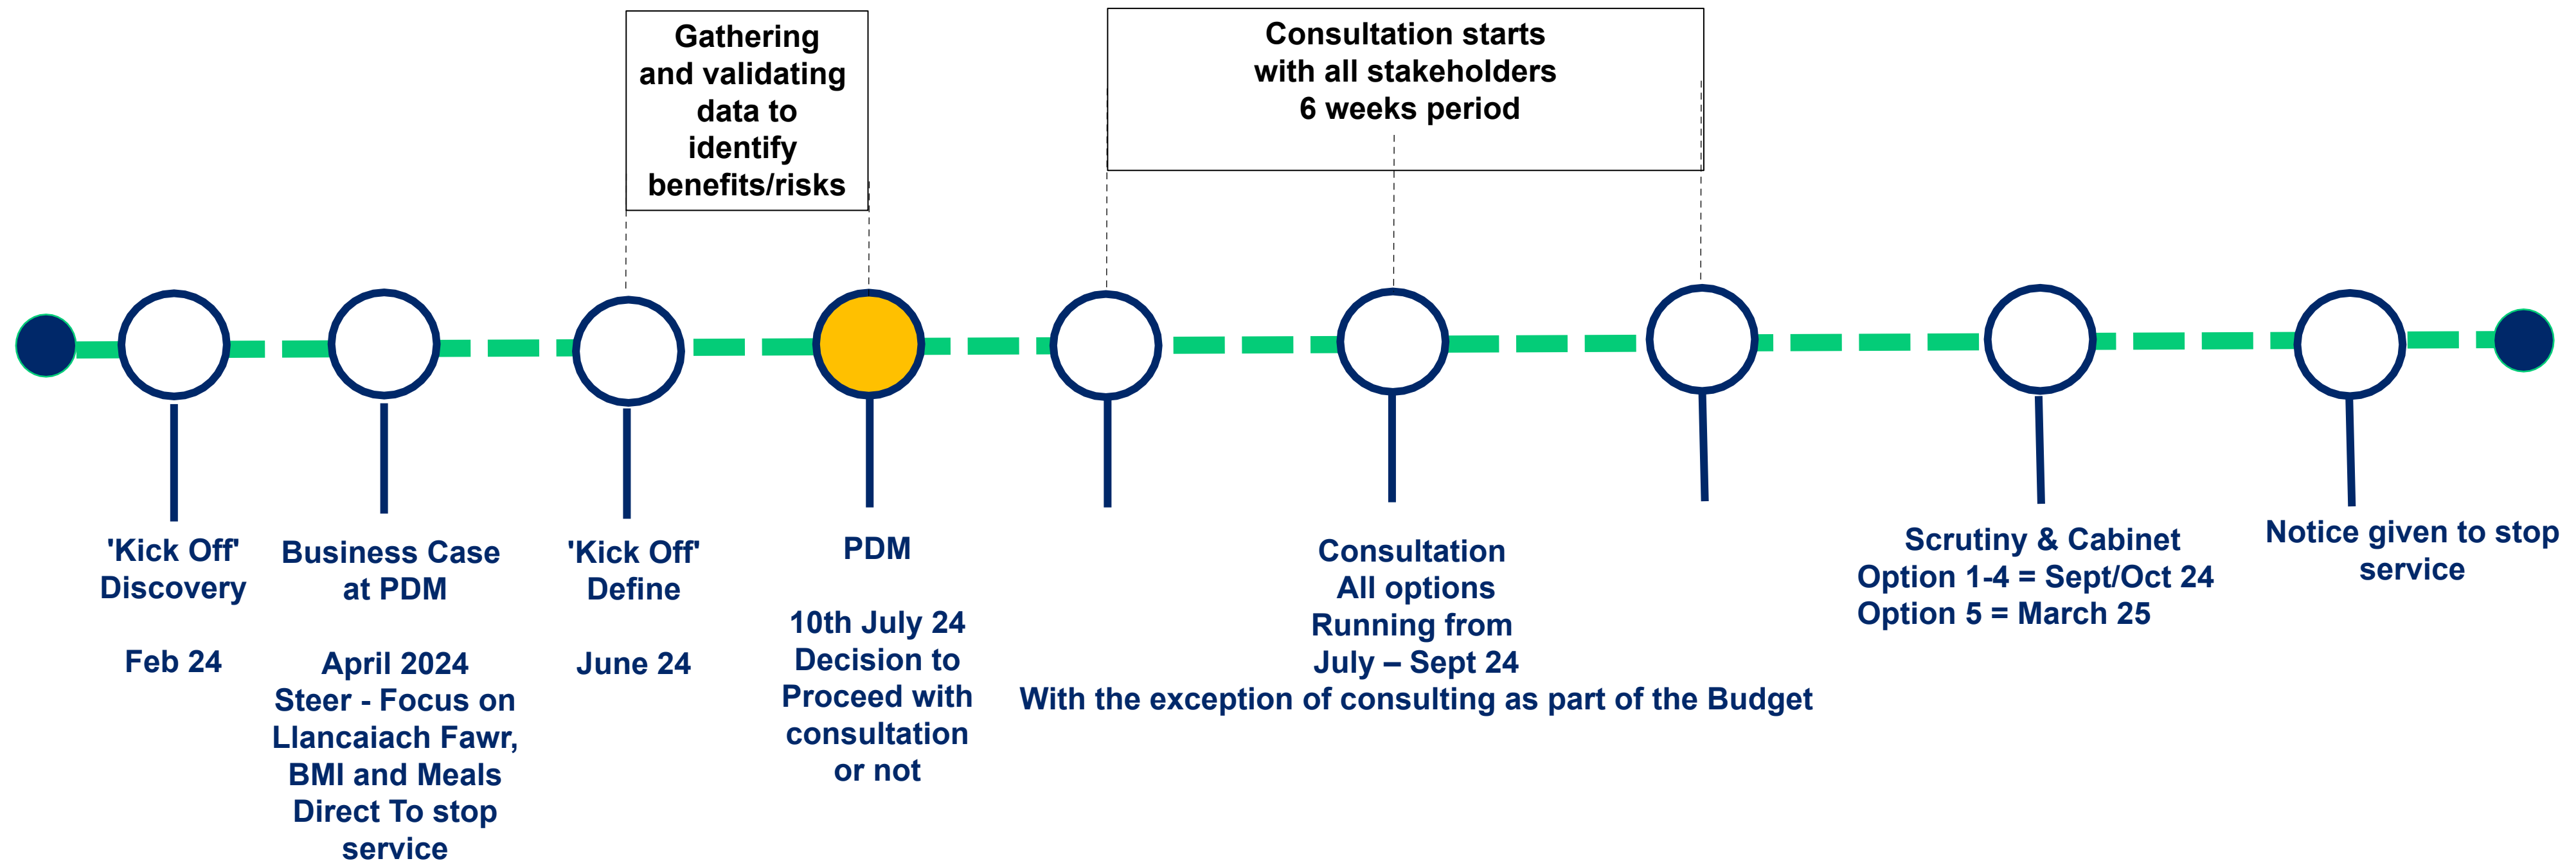 Gathering
and validating
data to
identify
benefits/risks
Consultation starts
with all stakeholders
6 weeks period
'Kick Off'
Discovery
Feb 24
Business Case
at PDM
April 2024
Steer - Focus on
Llancaiach Fawr,
BMI and Meals
Direct To stop
service
'Kick Off'
Define
June 24
PDM
10th July 24
Decision to
Proceed with
consultation
or not
Consultation
All options
Running from
July – Sept 24
With the exception of consulting as part of the Budget
Scrutiny & Cabinet
Option 1-4 = Sept/Oct 24
Option 5 = March 25
Notice given to stop
service